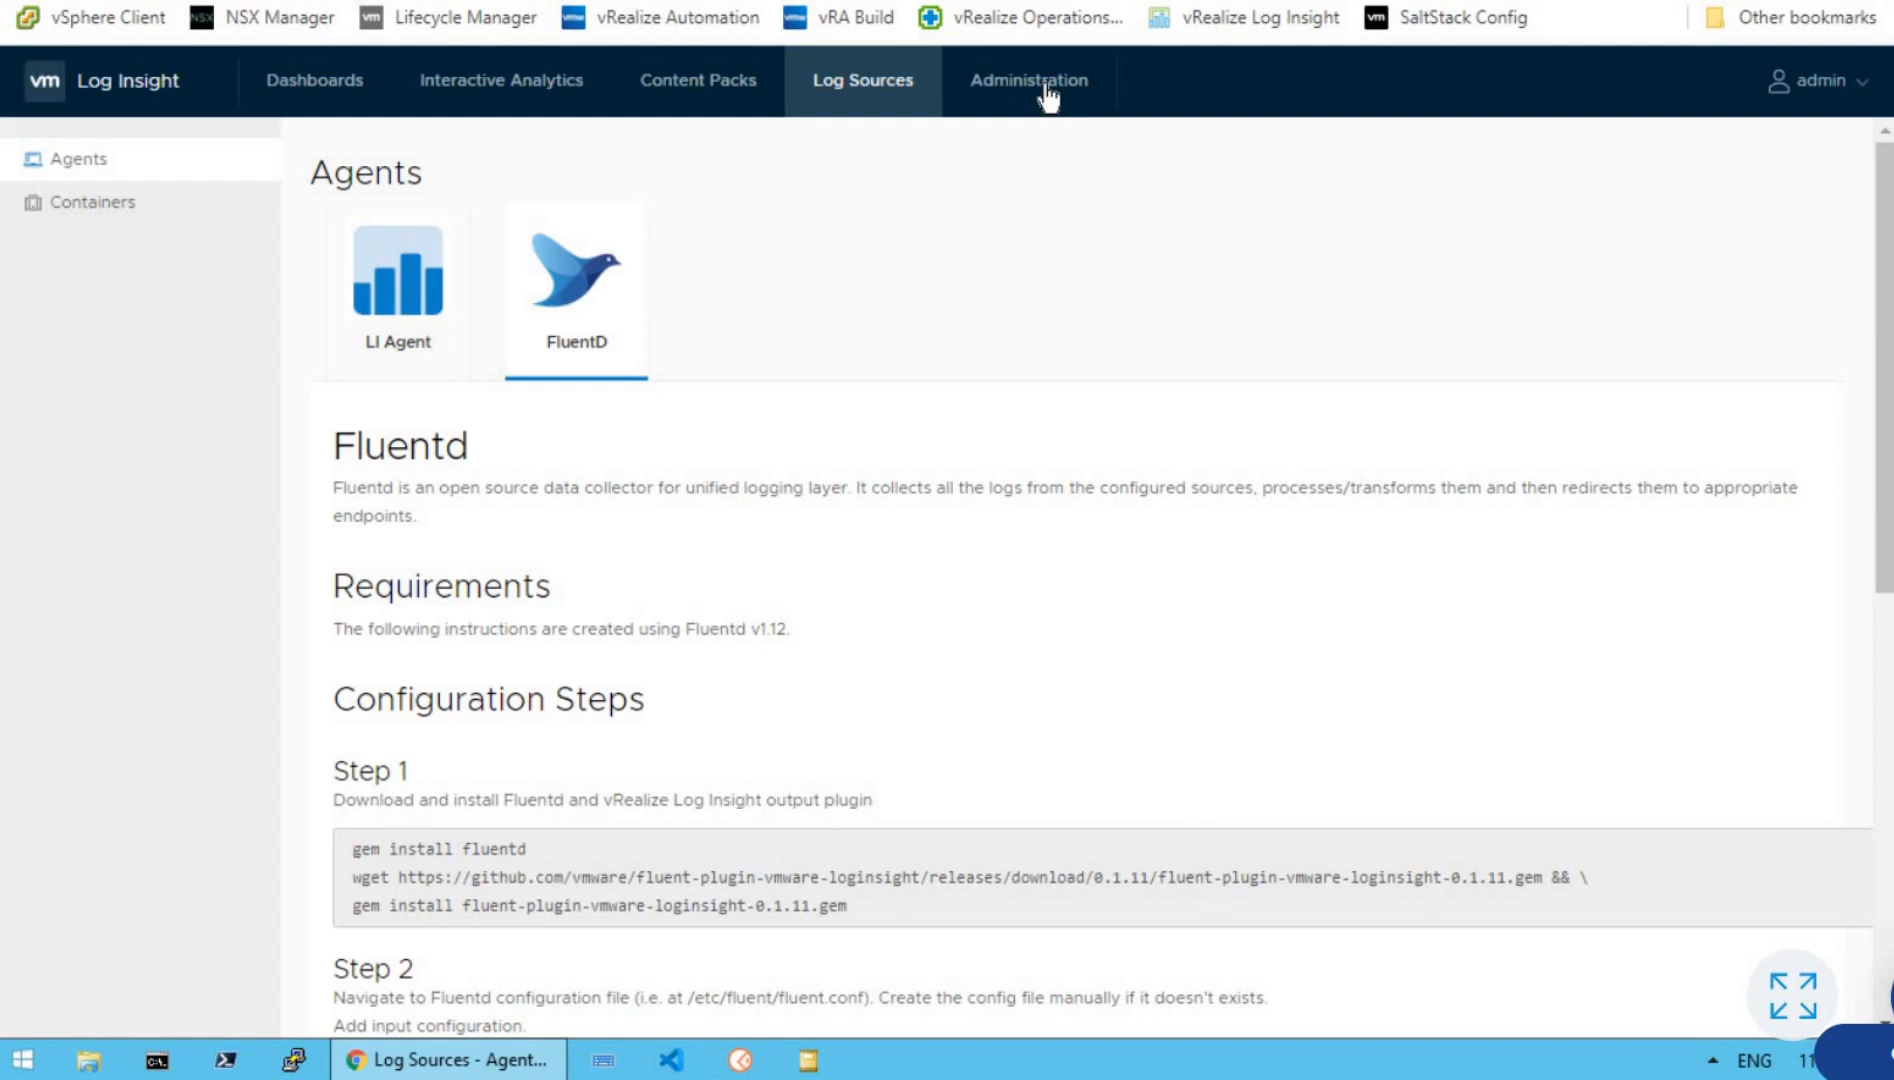 vSphere Client NSX NSX Manager vm Lifecycle Manager vmw vRealize Automation vmw vRA Build vRealize Operations... vRealize Log Insight vm SaltStack Config Other bookmarks
vm Log Insight Dashboards Interactive Analytics Content Packs Log Sources Administration admin
Agents
Containers
Agents
LI Agent FluentD
Fluentd
Fluentd is an open source data collector for unified logging layer. It collects all the logs from the configured sources, processes/transforms them and then redirects them to appropriate
endpoints.
Requirements
The following instructions are created using Fluentd v1.12.
Configuration Steps
Step 1
Download and install Fluentd and vRealize Log Insight output plugin
gem install fluentd
wget https://github.com/vmware/fluent-plugin-vmware-loginsight/releases/download/0.1.11/fluent-plugin-vmware-loginsight-0.1.11.gem && \
gem install fluent-plugin-vmware-loginsight-0.1.11.gem
Step 2
Navigate to Fluentd configuration file (i.e. at /etc/fluent/fluent.conf). Create the config file manually if it doesn't exists.
Add input configuration.
C:\. Log Sources - Agent... ENG 11